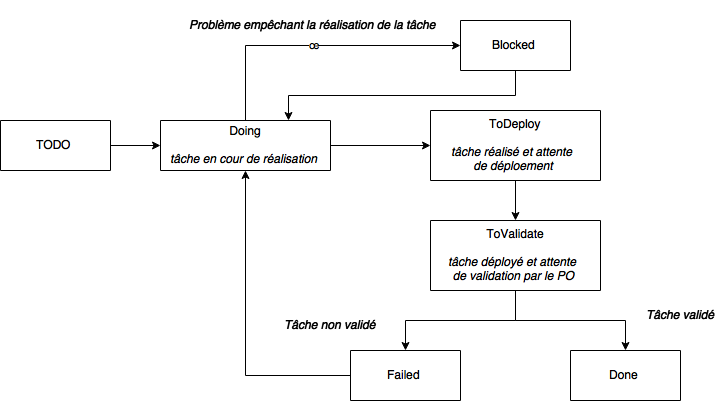 Problème empêchant la réalisation de la tâche
œ
Blocked
TODO
Doing
tâche en cour de réalisation
ToDeploy
tâche réalisé et attente
de déploement
ToValidate
tâche déployé et attente
de validation par le PO
Tâche non validé
Tâche validé
Failed
Done